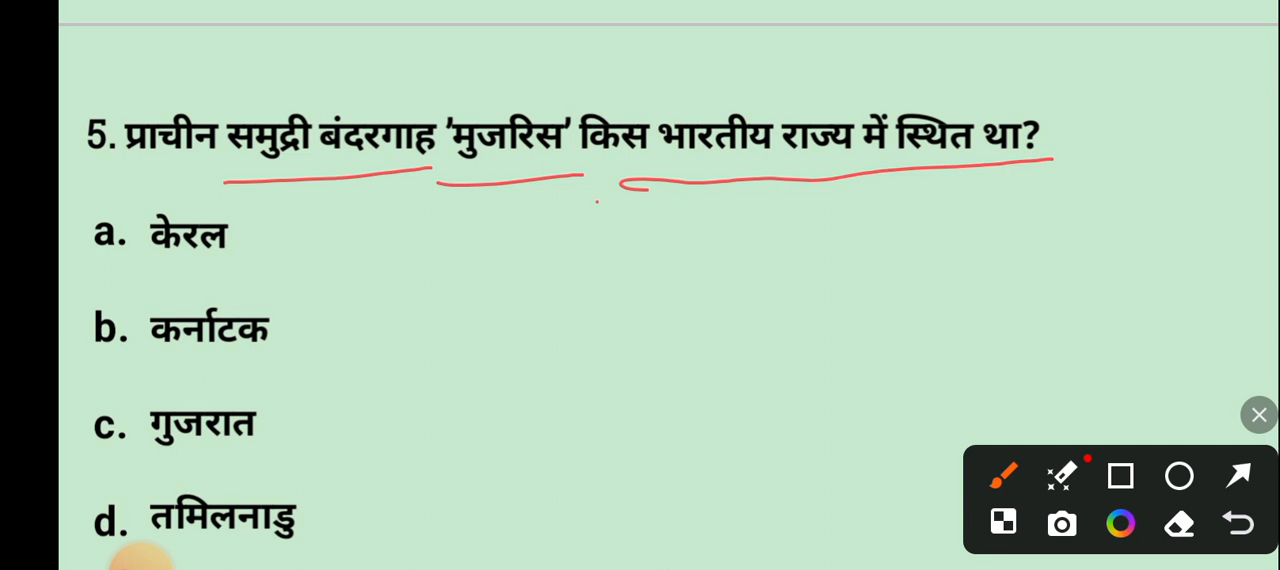 5. प्राचीन समुद्री बंदरगाह 'मुजरिस' किस भारतीय राज्य में स्थित था?
a. केरल
b. कर्नाटक
c. गुजरात
d. तमिलनाडु